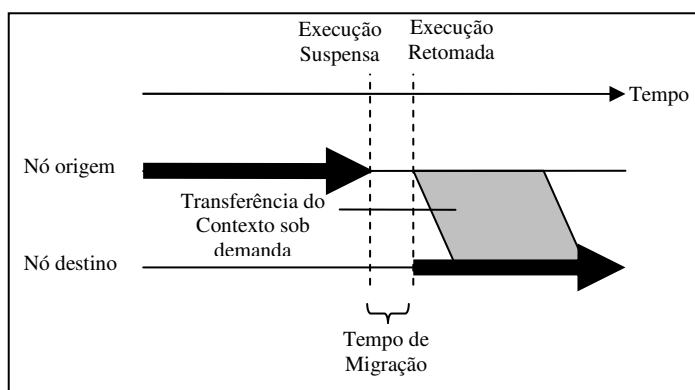 Execução
Suspensa
Execução
Retomada
Tempo
Nó origem
Transferência do
Contexto sob
demanda
Nó destino
Tempo de
Migração